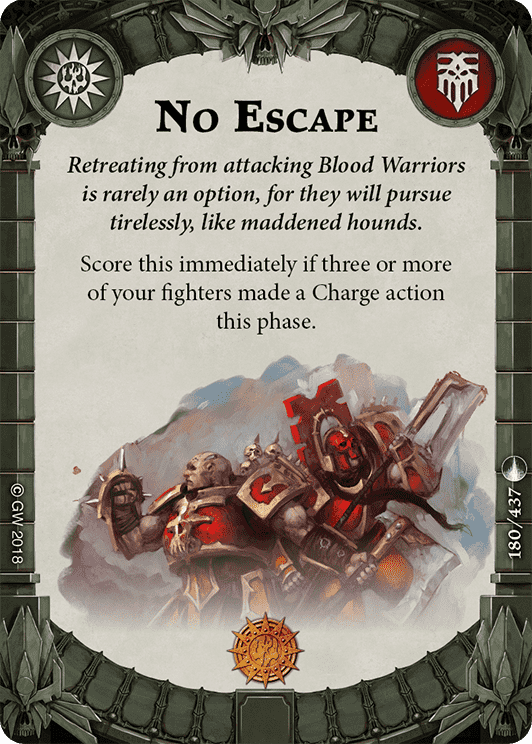 No Escape
Retreating from attacking Blood Warriors
is rarely an option, for they will pursue
tirelessly, like maddened hounds.
Score this immediately if three or more
of your fighters made a Charge action
this phase.
© GW 2018
180/437